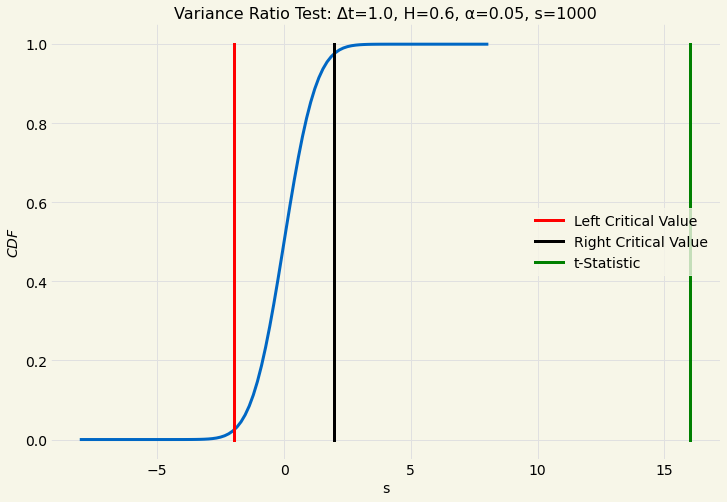 Variance Ratio Test: Δt=1.0, H=0.6, α=0.05, s=1000
1.0
0.8
0.6
0.4
0.2
0.0
CDF
Left Critical Value
Right Critical Value
t-Statistic
−5
0
5
10
15
s